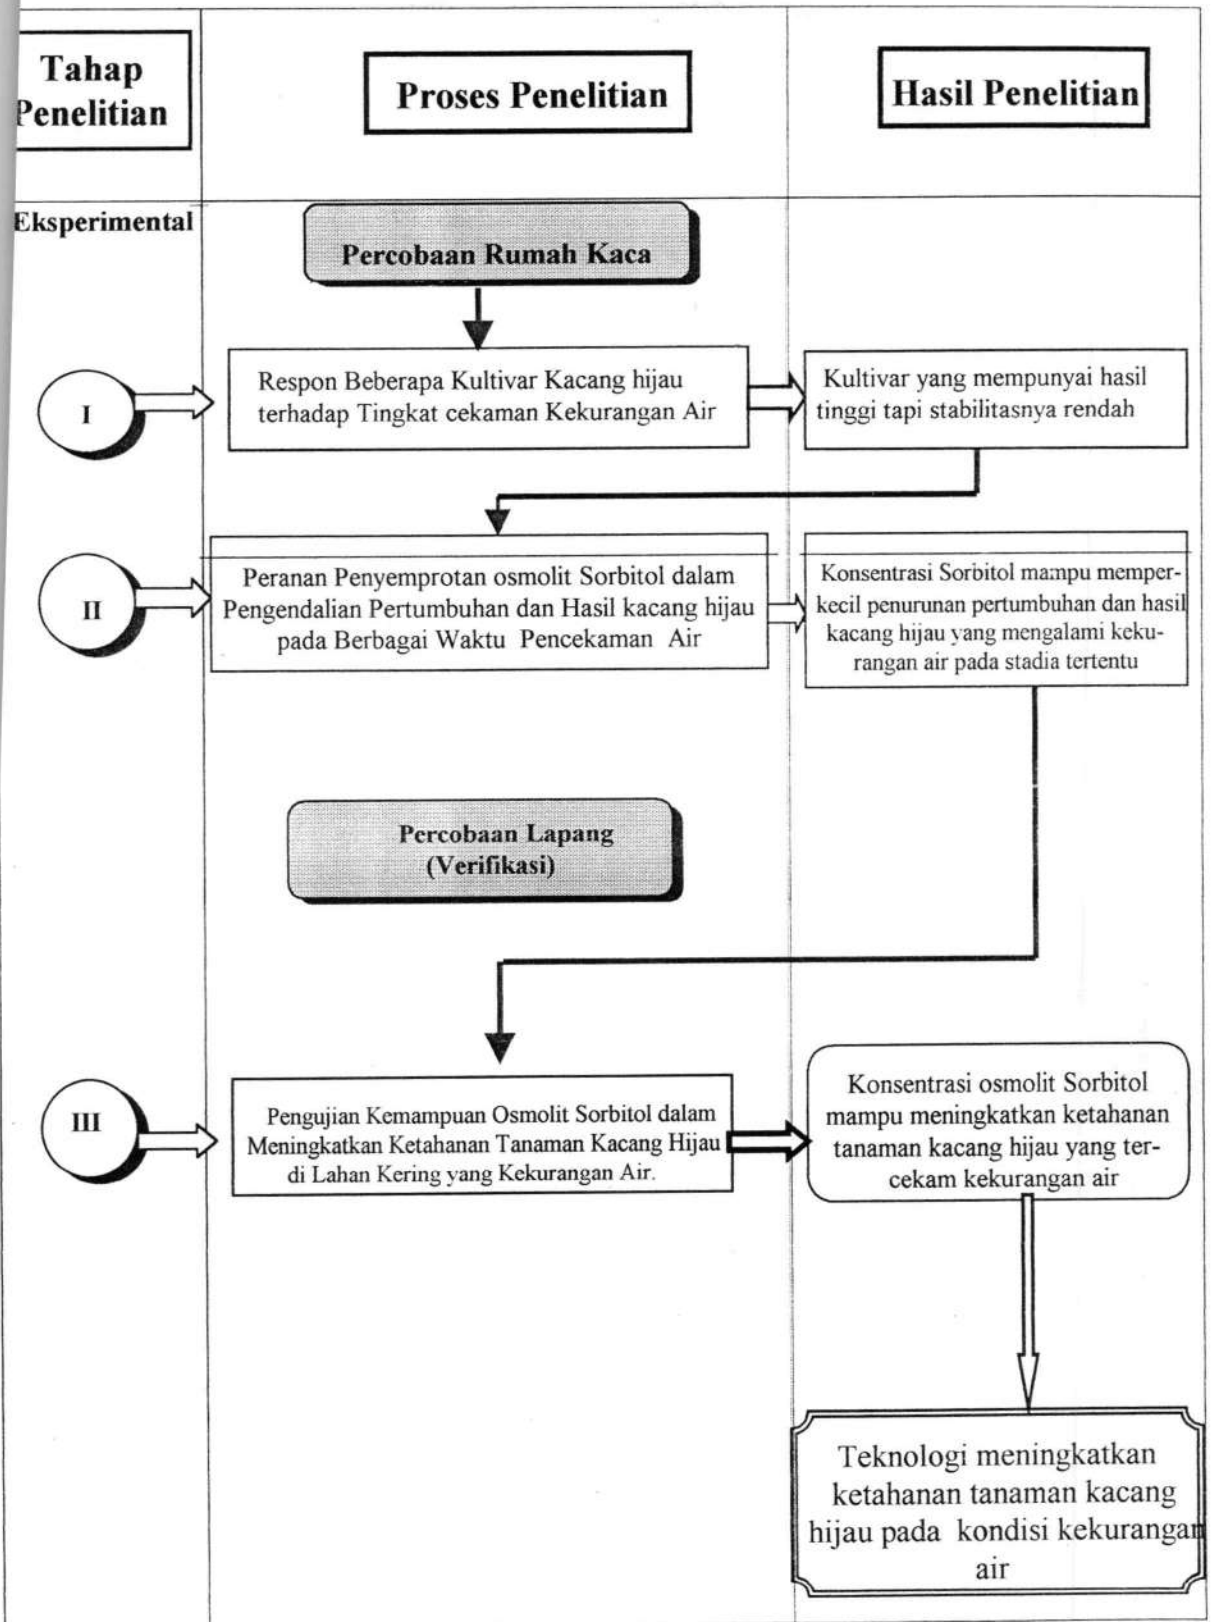 Tahap
Penelitian
Proses Penelitian
Hasil Penelitian
Eksperimental
Percobaan Rumah Kaca
I
Respon Beberapa Kultivar Kacang hijau
terhadap Tingkat cekaman Kekurangan Air
Kultivar yang mempunyai hasil
tinggi tapi stabilitasnya rendah
II
Peranan Penyemprotan osmolit Sorbitol dalam
Pengendalian Pertumbuhan dan Hasil kacang hijau
pada Berbagai Waktu Pencekaman Air
Konsentrasi Sorbitol mampu memper-
kecil penurunan pertumbuhan dan hasil
kacang hijau yang mengalami keku-
rangan air pada stadia tertentu
Percobaan Lapang
(Verifikasi)
III
Pengujian Kemampuan Osmolit Sorbitol dalam
Meningkatkan Ketahanan Tanaman Kacang Hijau
di Lahan Kering yang Kekurangan Air.
Konsentrasi osmolit Sorbitol
mampu meningkatkan ketahanan
tanaman kacang hijau yang ter-
cekam kekurangan air
Teknologi meningkatkan
ketahanan tanaman kacang
hijau pada kondisi kekurangan
air